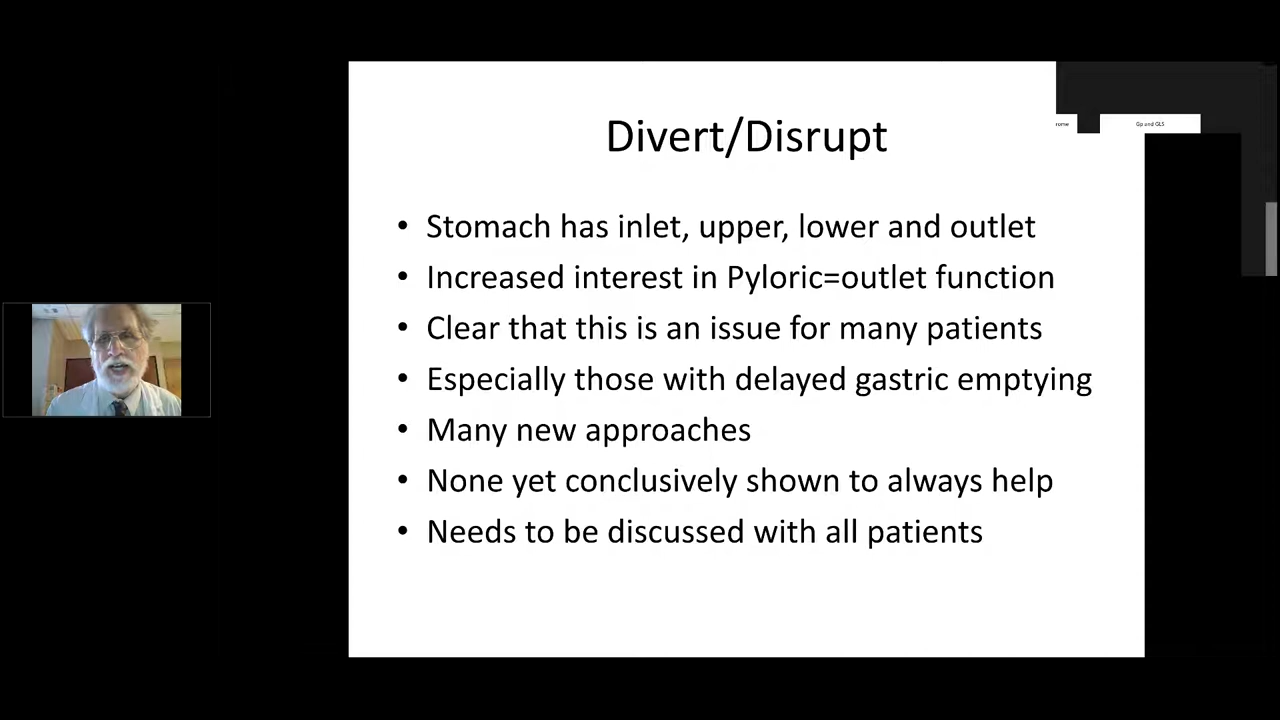 rome
Gp and GLS
Divert/Disrupt
• Stomach has inlet, upper, lower and outlet
• Increased interest in Pyloric=outlet function
• Clear that this is an issue for many patients
• Especially those with delayed gastric emptying
• Many new approaches
• None yet conclusively shown to always help
• Needs to be discussed with all patients